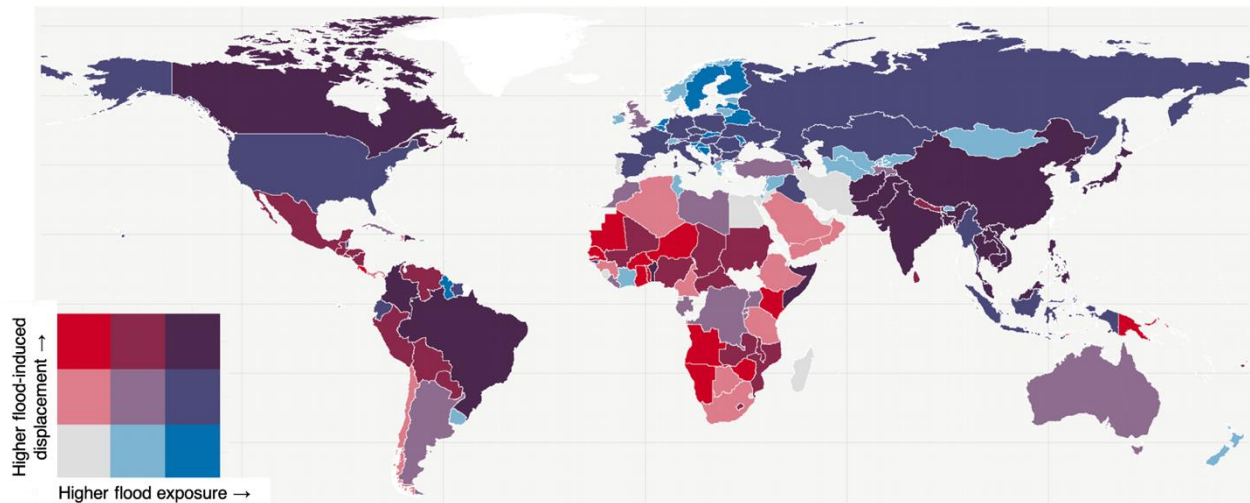 Higher flood-induced
displacement →
Higher flood exposure →